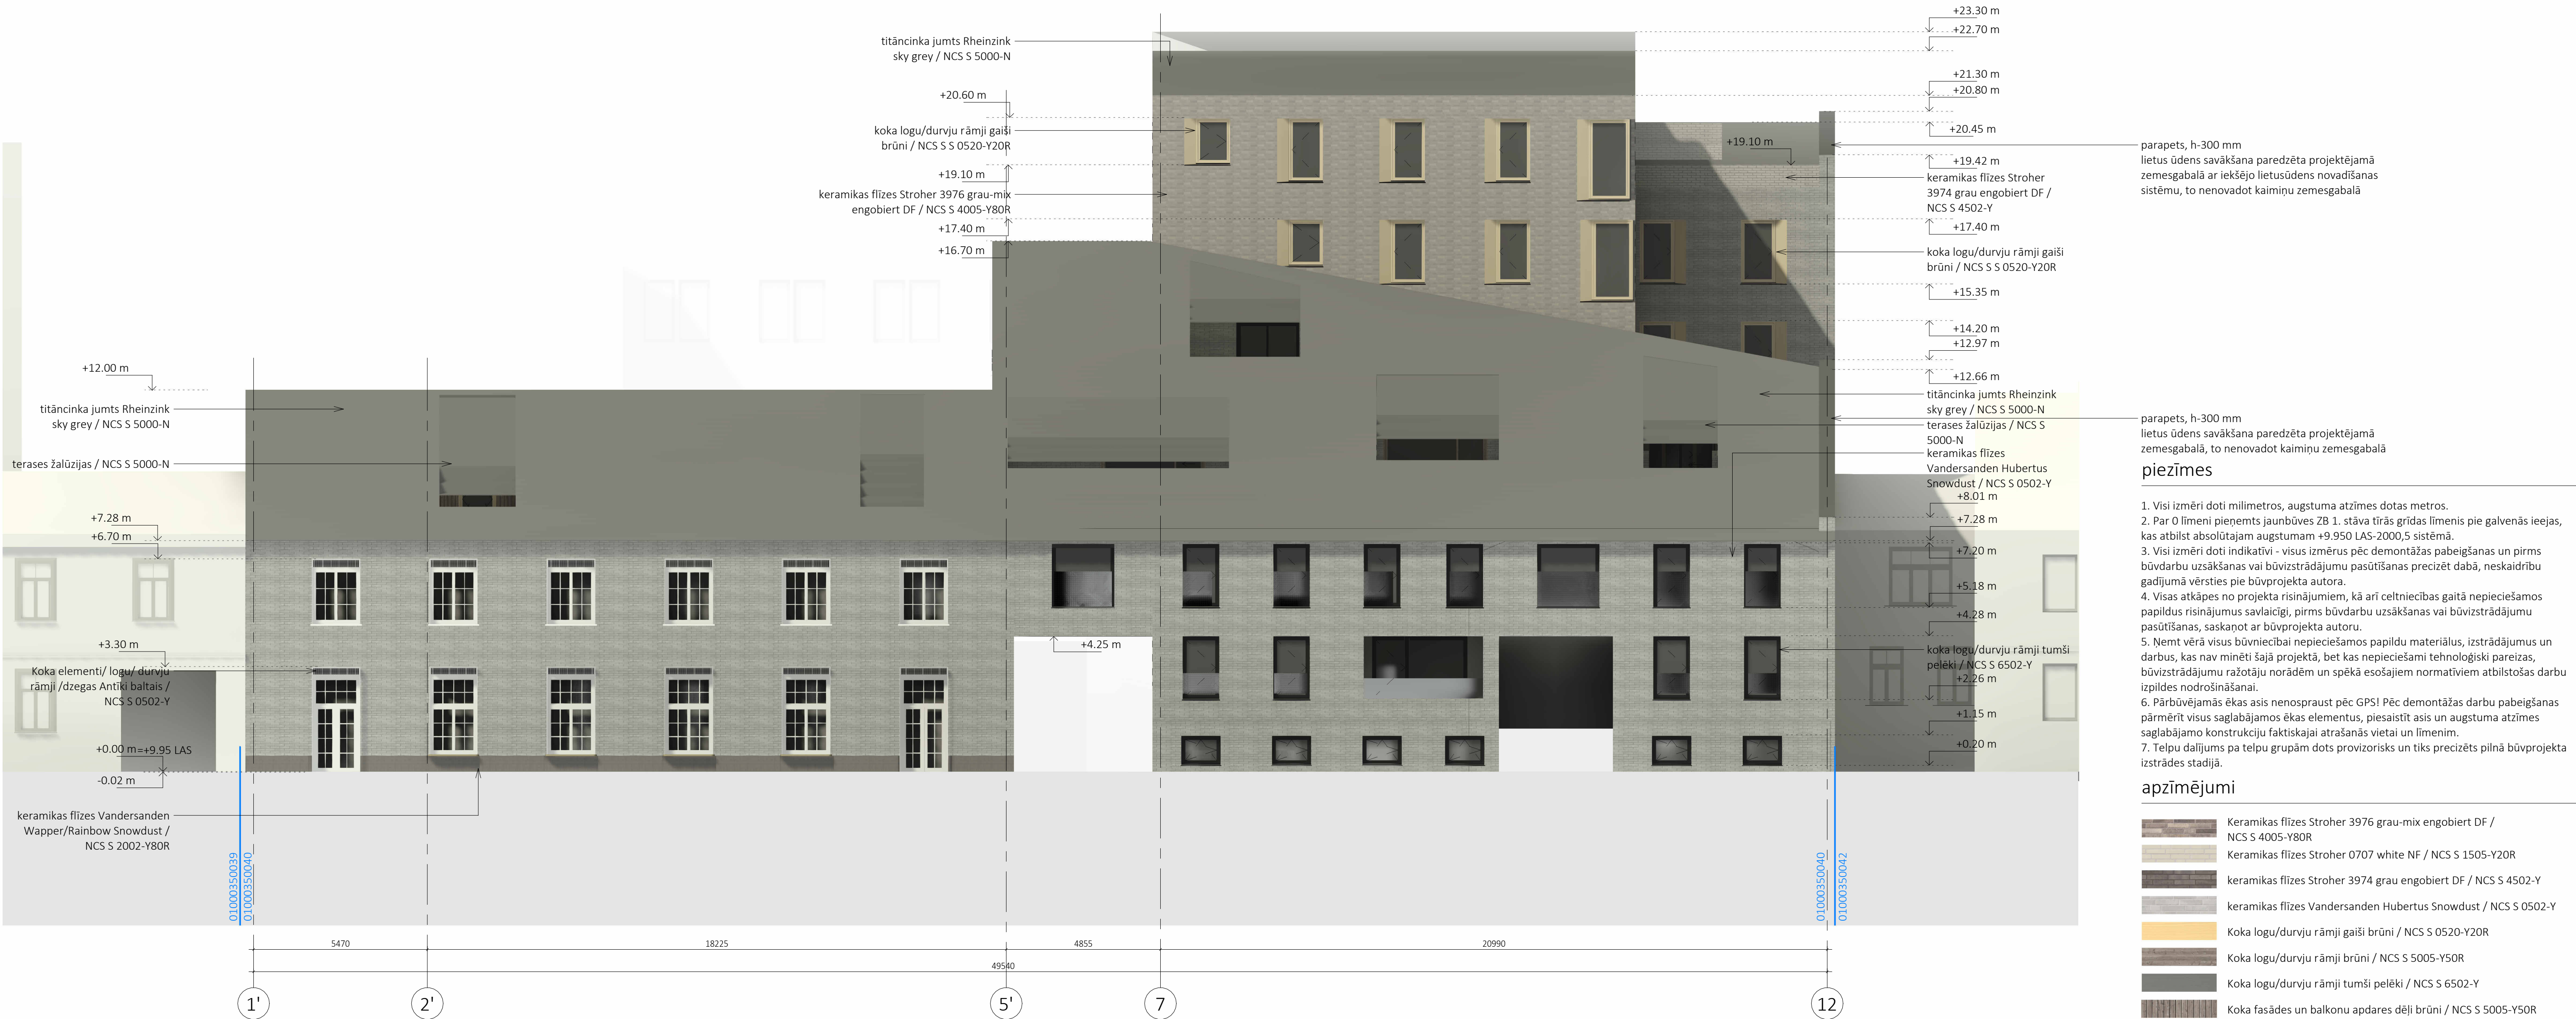 titāncinka jumts Rheinzink
sky grey / NCS S 5000-N
+20.60 m
koka logu/durvju rāmji gaiši
brūni / NCS S S 0520-Y20R
+19.10 m
keramikas flīzes Stroher 3976 grau-mix
engobiert DF / NCS S 4005-Y80R
+17.40 m
+16.70 m
+12.00 m
titāncinka jumts Rheinzink
sky grey / NCS S 5000-N
terases žalūzijas / NCS S 5000-N
+7.28 m
+6.70 m
+3.30 m
Koka elementi/ logu/ durvju
rāmji /dzegas Antīki baltais /
NCS S 0502-Y
+0.00 m=+9.95 LAS
-0.02 m
keramikas flīzes Vandersanden
Wapper/Rainbow Snowdust /
NCS S 2002-Y80R
+4.25 m
+19.10 m
+23.30 m
+22.70 m
+21.30 m
+20.80 m
+20.45 m
+19.42 m
keramikas flīzes Stroher
3974 grau engobiert DF /
NCS S 4502-Y
+17.40 m
koka logu/durvju rāmji gaiši
brūni / NCS S S 0520-Y20R
+15.35 m
+14.20 m
+12.97 m
+12.66 m
titāncinka jumts Rheinzink
sky grey / NCS S 5000-N
terases žalūzijas / NCS S
5000-N
keramikas flīzes
Vandersanden Hubertus
Snowdust / NCS S 0502-Y
+8.01 m
+7.28 m
+7.20 m
+5.18 m
+4.28 m
koka logu/durvju rāmji tumši
pelēki / NCS S 6502-Y
+2.26 m
+1.15 m
+0.20 m
01000350039
01000350040
01000350040
01000350042
5470
18225
4855
20990
49540
1'
2'
5'
7
12
parapets, h-300 mm
lietus ūdens savākšana paredzēta projektējamā
zemesgabalā ar iekšējo lietusūdens novadīšanas
sistēmu, to nenovadot kaimiņu zemesgabalā
parapets, h-300 mm
lietus ūdens savākšana paredzēta projektējamā
zemesgabalā, to nenovadot kaimiņu zemesgabalā
piezīmes
1. Visi izmēri doti milimetros, augstuma atzīmes dotas metros.
2. Par 0 līmeni pieņemts jaunbūves ZB 1. stāva tīrās grīdas līmenis pie galvenās ieejas,
kas atbilst absolūtajam augstumam +9.950 LAS-2000,5 sistēmā.
3. Visi izmēri doti indikatīvi - visus izmērus pēc demontāžas pabeigšanas un pirms
būvdarbu uzsākšanas vai būvizstrādājumu pasūtīšanas precizēt dabā, neskaidrību
gadījumā vērsties pie būvprojekta autora.
4. Visas atkāpes no projekta risinājumiem, kā arī celtniecības gaitā nepieciešamos
papildus risinājumus savlaicīgi, pirms būvdarbu uzsākšanas vai būvizstrādājumu
pasūtīšanas, saskaņot ar būvprojekta autoru.
5. Ņemt vērā visus būvniecībai nepieciešamos papildu materiālus, izstrādājumus un
darbus, kas nav minēti šajā projektā, bet kas nepieciešami tehnoloģiski pareizas,
būvizstrādājumu ražotāju norādēm un spēkā esošajiem normatīviem atbilstošas darbu
izpildes nodrošināšanai.
6. Pārbūvējamās ēkas asis nenospraust pēc GPS! Pēc demontāžas darbu pabeigšanas
pārmērīt visus saglabājamos ēkas elementus, piesaistīt asis un augstuma atzīmes
saglabājamo konstrukciju faktiskajai atrašanās vietai un līmenim.
7. Telpu dalījums pa telpu grupām dots provizorisks un tiks precizēts pilnā būvprojekta
izstrādes stadijā.
apzīmējumi
Keramikas flīzes Stroher 3976 grau-mix engobiert DF /
NCS S 4005-Y80R
Keramikas flīzes Stroher 0707 white NF / NCS S 1505-Y20R
keramikas flīzes Stroher 3974 grau engobiert DF / NCS S 4502-Y
keramikas flīzes Vandersanden Hubertus Snowdust / NCS S 0502-Y
Koka logu/durvju rāmji gaiši brūni / NCS S 0520-Y20R
Koka logu/durvju rāmji brūni / NCS S 5005-Y50R
Koka logu/durvju rāmji tumši pelēki / NCS S 6502-Y
Koka fasādes un balkonu apdares dēļi brūni / NCS S 5005-Y50R